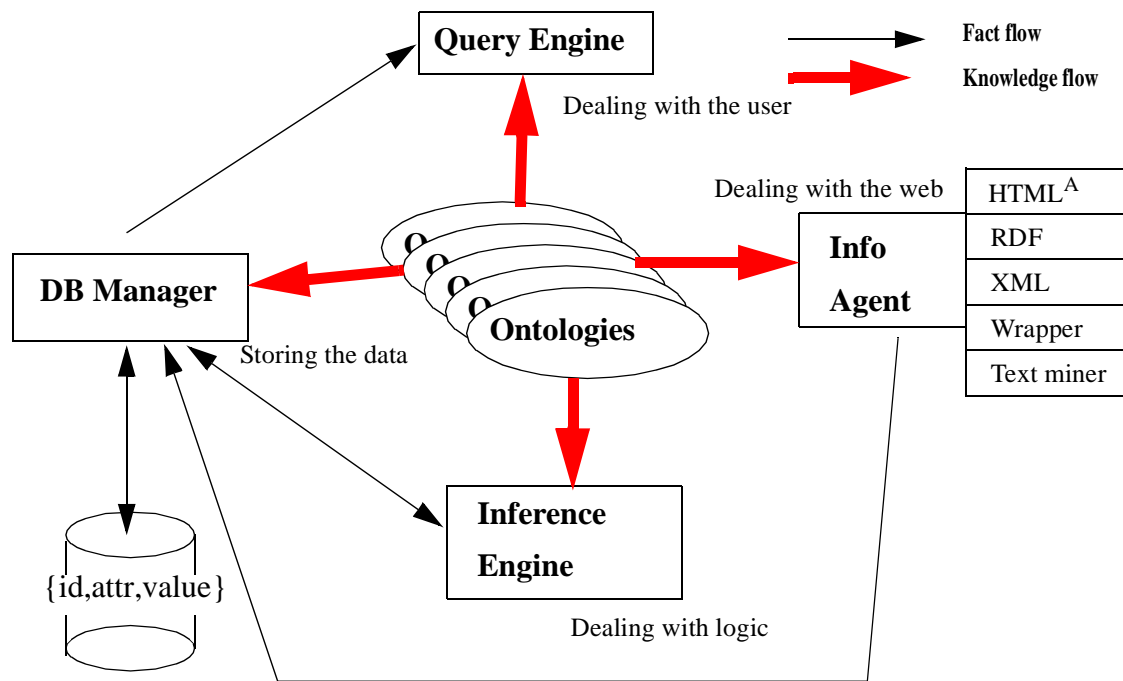 Query Engine
Fact flow
Knowledge flow
Dealing with the user
Dealing with the web
HTML^A
RDF
XML
Wrapper
Text miner
Info
Agent
DB Manager
O
O
O
O
Ontologies
Storing the data
Inference
Engine
{id,attr,value}
Dealing with logic